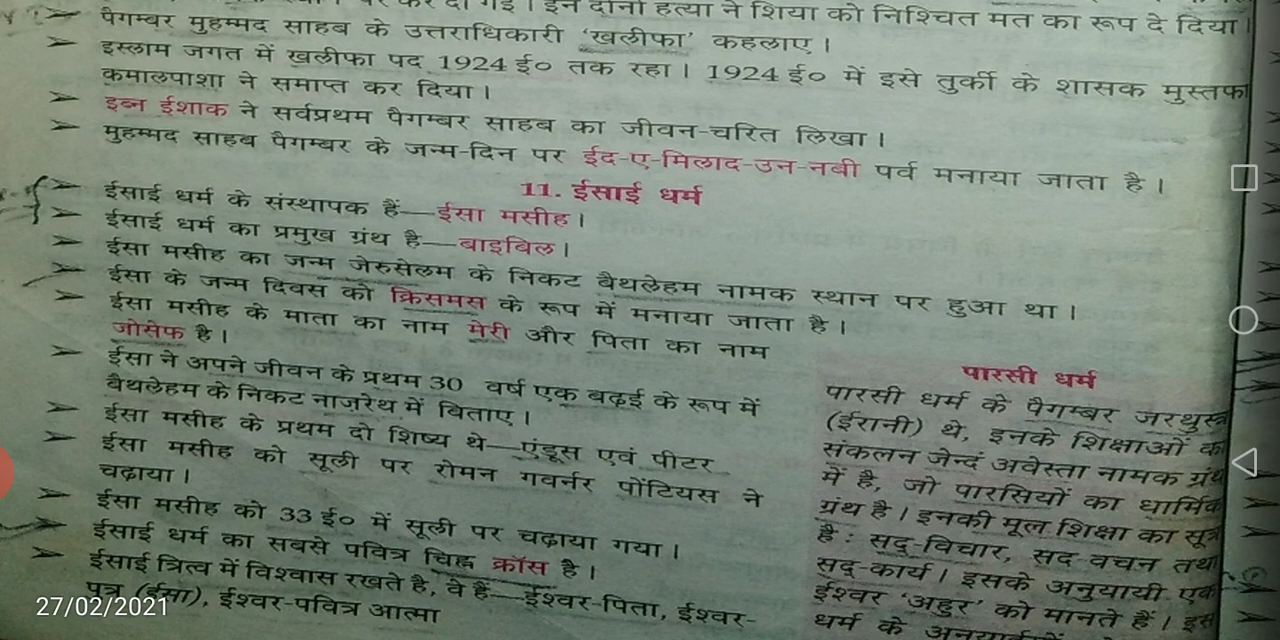 पर कर दी गई। इन दोनों हत्या ने शिया को निश्चित मत का रूप दे दिया।
➤ पैगम्बर मुहम्मद साहब के उत्तराधिकारी ‘खलीफा’ कहलाए।
➤ इस्लाम जगत में खलीफा पद 1924 ई० तक रहा। 1924 ई० में इसे तुर्की के शासक मुस्तफा
कमालपाशा ने समाप्त कर दिया।
➤ इब्न ईशाक ने सर्वप्रथम पैगम्बर साहब का जीवन-चरित लिखा।
➤ मुहम्मद साहब पैगम्बर के जन्म-दिन पर ईद-ए-मिलाद-उन-नबी पर्व मनाया जाता है।
11. ईसाई धर्म
➤ ईसाई धर्म के संस्थापक हैं—ईसा मसीह।
➤ ईसाई धर्म का प्रमुख ग्रंथ है—बाइबिल।
➤ ईसा मसीह का जन्म जेरुसेलम के निकट बैथलेहम नामक स्थान पर हुआ था।
➤ ईसा के जन्म दिवस को क्रिसमस के रूप में मनाया जाता है।
➤ ईसा मसीह के माता का नाम मेरी और पिता का नाम
जोसेफ है।
➤ ईसा ने अपने जीवन के प्रथम 30 वर्ष एक बढ़ई के रूप में
बैथलेहम के निकट नाजरेथ में बिताए।
➤ ईसा मसीह के प्रथम दो शिष्य थे—एंडूस एवं पीटर
➤ ईसा मसीह को सूली पर रोमन गवर्नर पोंटियस ने
चढ़ाया।
➤ ईसा मसीह को 33 ई० में सूली पर चढ़ाया गया।
➤ ईसाई धर्म का सबसे पवित्र चिह्न क्रॉस है।
➤ ईसाई त्रित्व में विश्वास रखते है, वे हैं—ईश्वर-पिता, ईश्वर-
पुत्र (ईसा), ईश्वर-पवित्र आत्मा
पारसी धर्म
पारसी धर्म के पैगम्बर जरथुस्त्र
(ईरानी) थे, इनके शिक्षाओं का
संकलन जेन्दं अवेस्ता नामक ग्रंथ
में है, जो पारसियों का धार्मिक
ग्रंथ है। इनकी मूल शिक्षा का सूत्र
है : सद्-विचार, सद वचन तथा
सद्-कार्य। इसके अनुयायी एक
ईश्वर ‘अहुर’ को मानते हैं। इस
धर्म के
27/02/2021